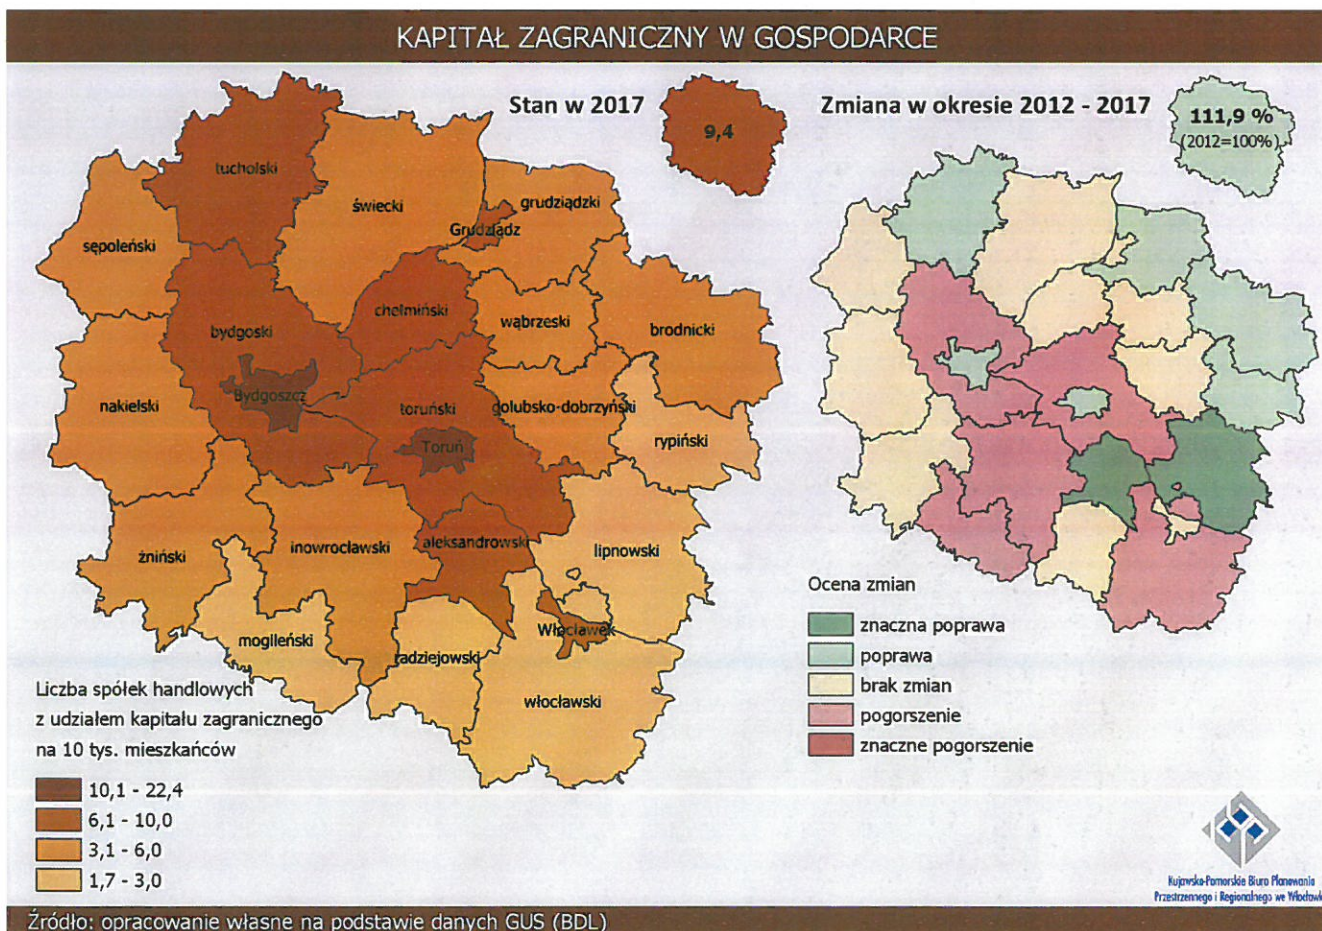 KAPITAŁ ZAGRANICZNY W GOSPODARCE
Stan w 2017
9,4
Zmiana w okresie 2012 - 2017
111,9 %
(2012=100%)
tucholski
świecki
grudziądzki
Grudziądz
sępoleński
chełmiński
bydgoski
wąbrzeski
brodnicki
Bydgoszcz
nakielski
toruński
golubsko-dobrzyński
Toruń
rypiński
żniński
inowrocławski
aleksandrowski
lipnowski
mogileński
radziejowski
Włocławek
włocławski
Liczba spółek handlowych
z udziałem kapitału zagranicznego
na 10 tys. mieszkańców
10,1 - 22,4
6,1 - 10,0
3,1 - 6,0
1,7 - 3,0
Ocena zmian
znaczna poprawa
poprawa
brak zmian
pogorszenie
znaczne pogorszenie
Kujawsko-Pomorskie Biuro Planowania
Przestrzennego i Regionalnego we Włocławk
Źródło: opracowanie własne na podstawie danych GUS (BDL)